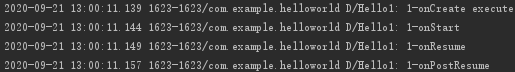 2020-09-21 13:00:11.139 1623-1623/com.example.helloworld D/Hello1: 1-onCreate execute
2020-09-21 13:00:11.144 1623-1623/com.example.helloworld D/Hello1: 1-onStart
2020-09-21 13:00:11.149 1623-1623/com.example.helloworld D/Hello1: 1-onResume
2020-09-21 13:00:11.157 1623-1623/com.example.helloworld D/Hello1: 1-onPostResume